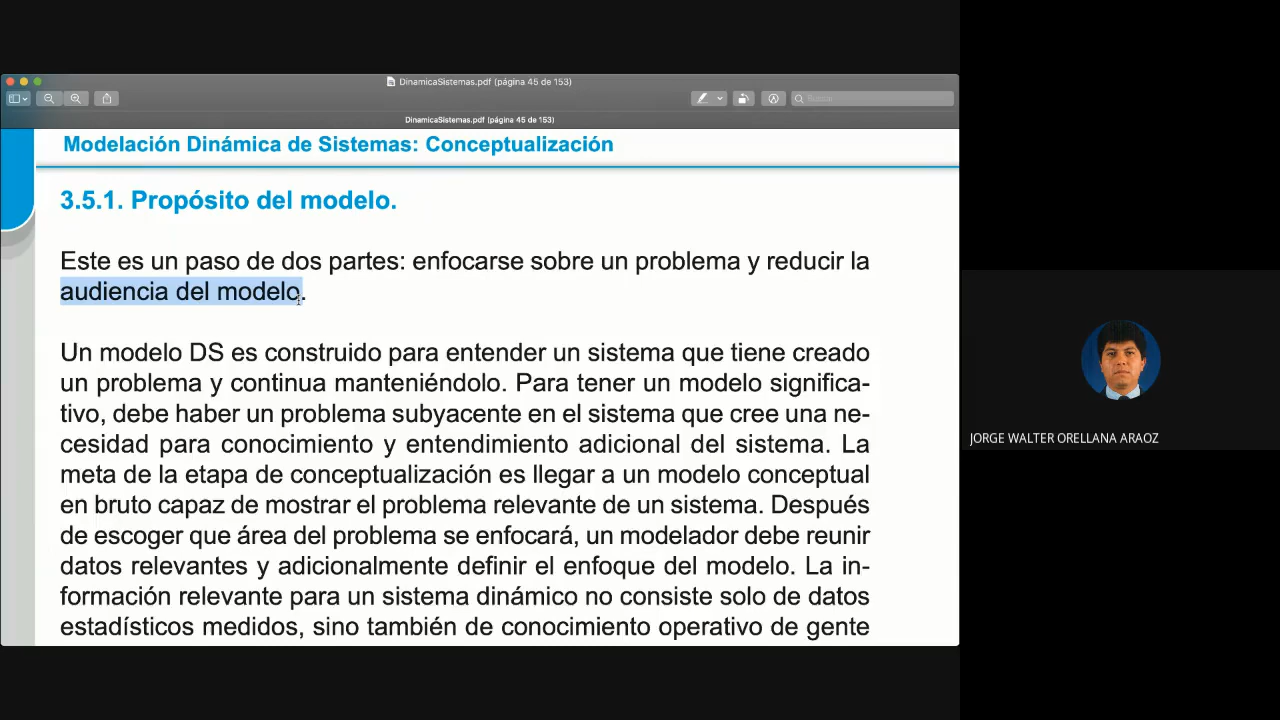 DinamicaSistemas.pdf (página 45 de 153)
Buscar
DinamicaSistemas.pdf (página 45 de 153)
Modelación Dinámica de Sistemas: Conceptualización
3.5.1. Propósito del modelo.
Este es un paso de dos partes: enfocarse sobre un problema y reducir la
audiencia del modelo.
Un modelo DS es construido para entender un sistema que tiene creado
un problema y continua manteniéndolo. Para tener un modelo significa-
tivo, debe haber un problema subyacente en el sistema que cree una ne-
cesidad para conocimiento y entendimiento adicional del sistema. La
meta de la etapa de conceptualización es llegar a un modelo conceptual
en bruto capaz de mostrar el problema relevante de un sistema. Después
de escoger que área del problema se enfocará, un modelador debe reunir
datos relevantes y adicionalmente definir el enfoque del modelo. La in-
formación relevante para un sistema dinámico no consiste solo de datos
estadísticos medidos, sino también de conocimiento operativo de gente
JORGE WALTER ORELLANA ARAOZ